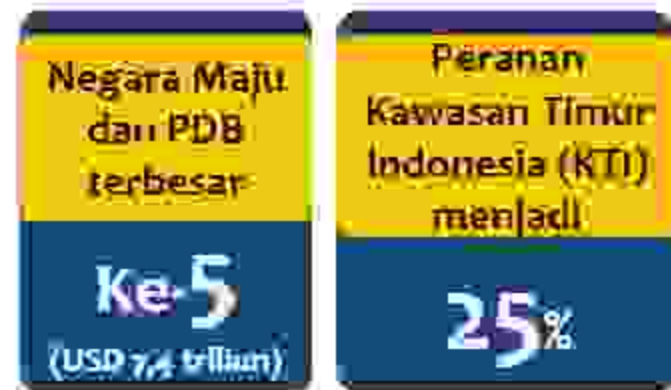 Negara Maju
dan PDB
terbesar
Ke-5
(USD 7,4 triliun)
Peranan
Kawasan Timur
Indonesia (KTI)
menjadi
25%